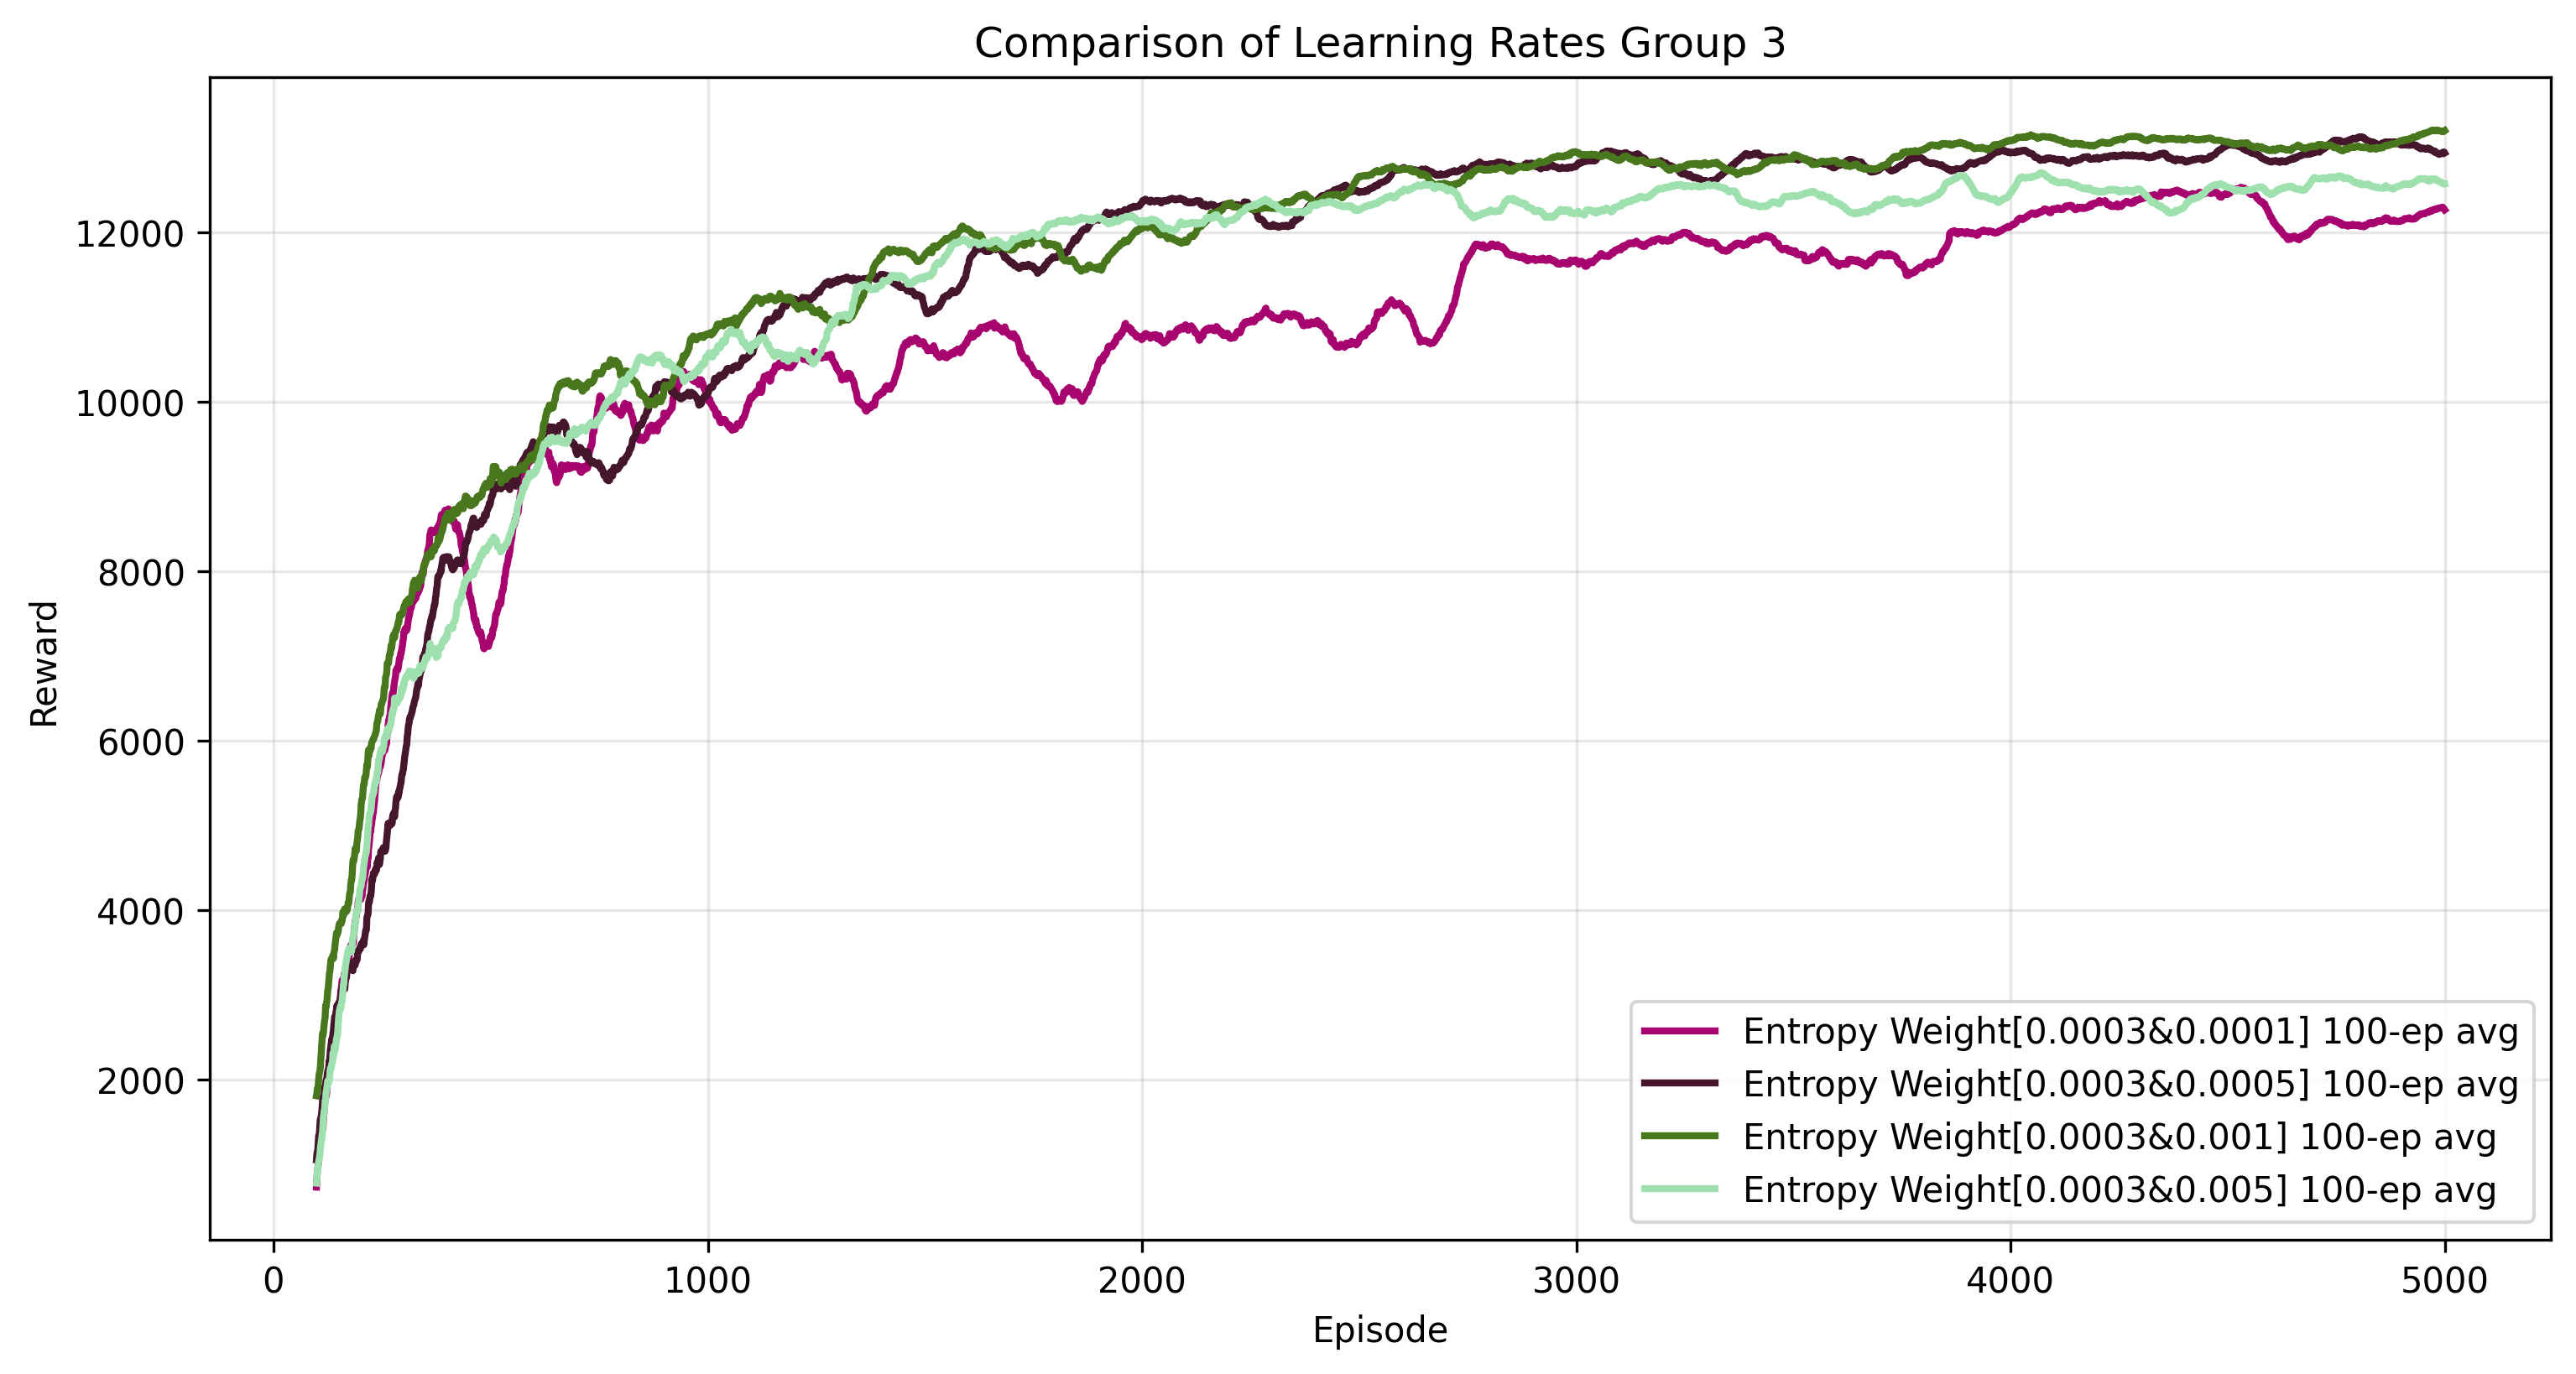 Comparison of Learning Rates Group 3
Reward
12000
10000
8000
6000
4000
2000
0
1000
2000
3000
4000
5000
Episode
Entropy Weight[0.0003&0.0001] 100-ep avg
Entropy Weight[0.0003&0.0005] 100-ep avg
Entropy Weight[0.0003&0.001] 100-ep avg
Entropy Weight[0.0003&0.005] 100-ep avg